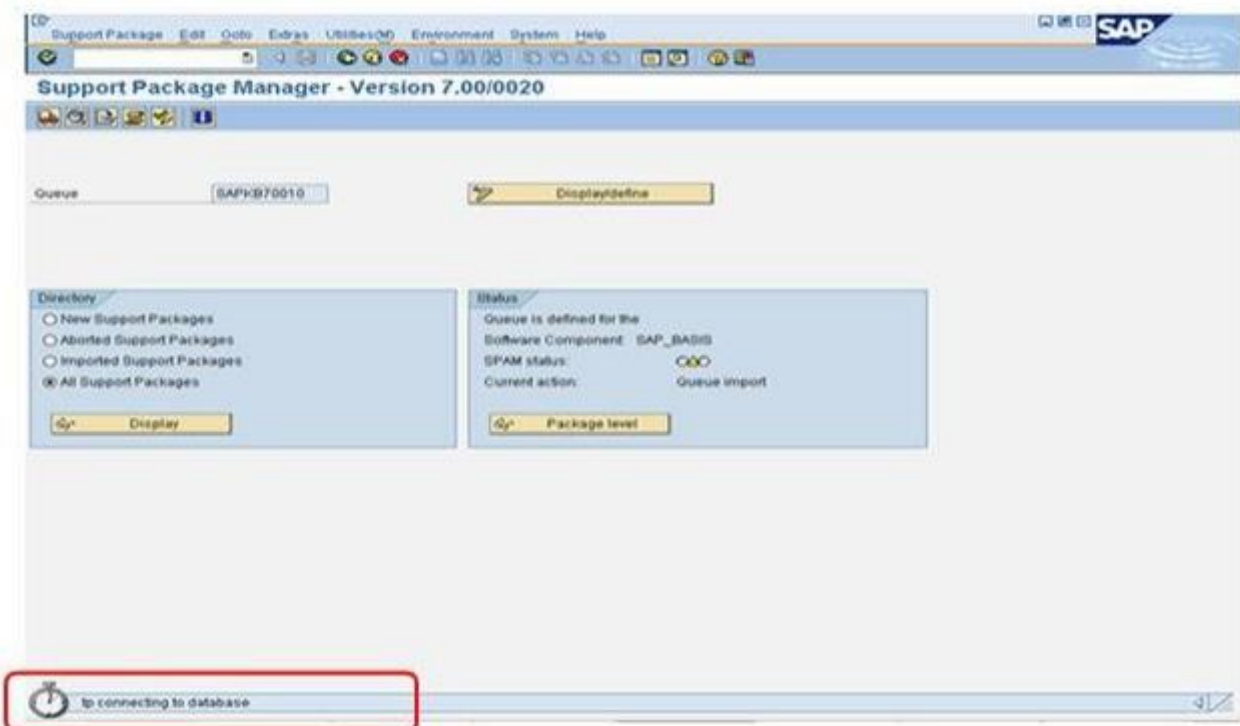 Support Package Edit Goto Extras Utilities(M) Environment System Help
SAP
Support Package Manager - Version 7.00/0020
Queue SAPKB70010 Display/define
Directory
New Support Packages
Aborted Support Packages
Imported Support Packages
All Support Packages
Display
Status
Queue is defined for the
Software Component SAP_BASIS
SPAM status:
Current action: Queue import
Package level
tp connecting to database